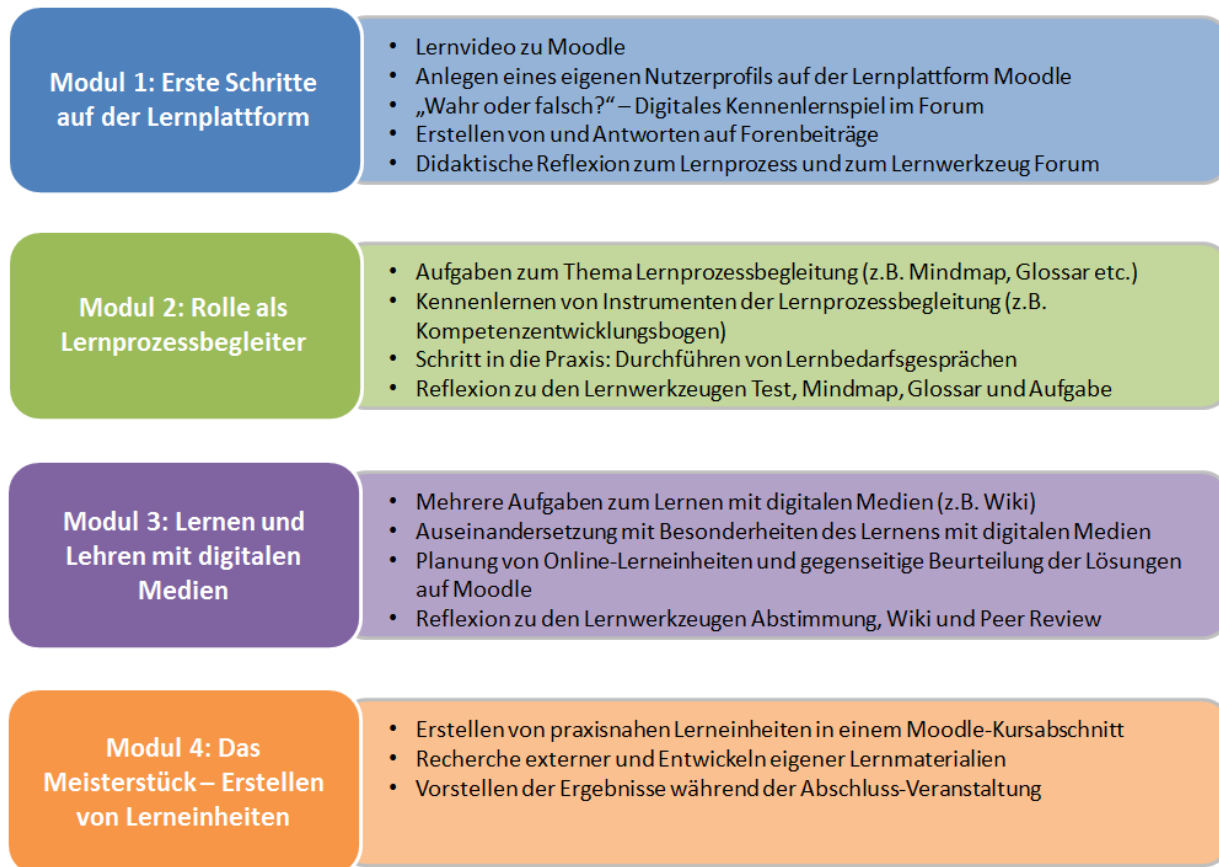 Modul 1: Erste Schritte
auf der Lernplattform
• Lernvideo zu Moodle
• Anlegen eines eigenen Nutzerprofils auf der Lernplattform Moodle
• „Wahr oder falsch?“ – Digitales Kennenlernspiel im Forum
• Erstellen von und Antworten auf Forenbeiträge
• Didaktische Reflexion zum Lernprozess und zum Lernwerkzeug Forum
Modul 2: Rolle als
Lernprozessbegleiter
• Aufgaben zum Thema Lernprozessbegleitung (z.B. Mindmap, Glossar etc.)
• Kennenlernen von Instrumenten der Lernprozessbegleitung (z.B.
Kompetenzentwicklungsbogen)
• Schritt in die Praxis: Durchführen von Lernbedarfsgesprächen
• Reflexion zu den Lernwerkzeugen Test, Mindmap, Glossar und Aufgabe
Modul 3: Lernen und
Lehren mit digitalen
Medien
• Mehrere Aufgaben zum Lernen mit digitalen Medien (z.B. Wiki)
• Auseinandersetzung mit Besonderheiten des Lernens mit digitalen Medien
• Planung von Online-Lerneinheiten und gegenseitige Beurteilung der Lösungen
auf Moodle
• Reflexion zu den Lernwerkzeugen Abstimmung, Wiki und Peer Review
Modul 4: Das
Meisterstück – Erstellen
von Lerneinheiten
• Erstellen von praxisnahen Lerneinheiten in einem Moodle-Kursabschnitt
• Recherche externer und Entwickeln eigener Lernmaterialien
• Vorstellen der Ergebnisse während der Abschluss-Veranstaltung